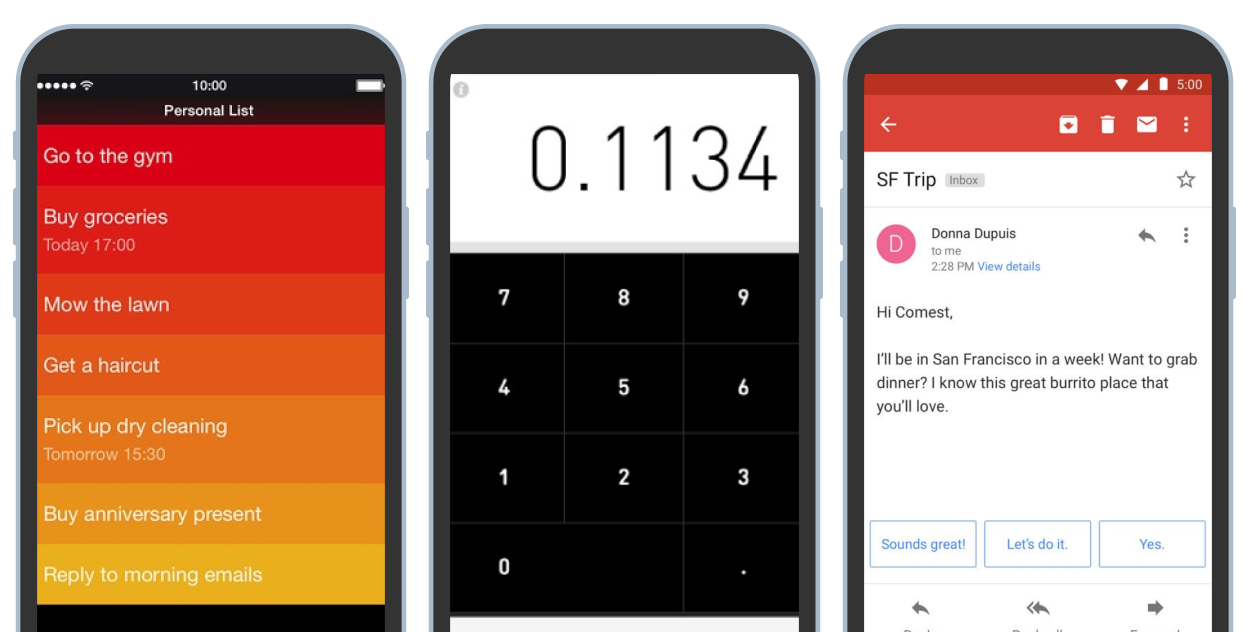 10:00
Personal List
Go to the gym
Buy groceries
Today 17:00
Mow the lawn
Get a haircut
Pick up dry cleaning
Tomorrow 15:30
Buy anniversary present
Reply to morning emails
i
0.1134
7 8 9
4 5 6
1 2 3
0 .
5:00
SF Trip Inbox
D
Donna Dupuis
to me
2:28 PM View details
Hi Comest,
I'll be in San Francisco in a week! Want to grab
dinner? I know this great burrito place that
you'll love.
Sounds great! Let's do it. Yes.